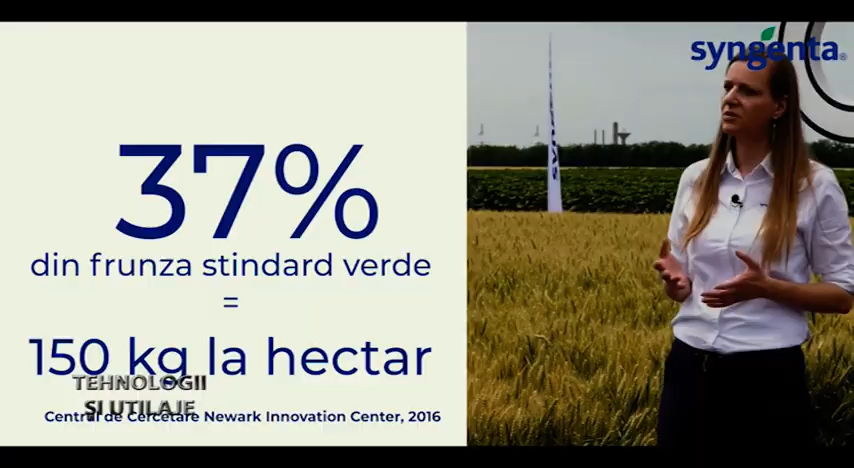 37%
din frunza stindard verde
=
150 kg la hectar
TEHNOLOGII
ȘI UTILAJE
Centrul de Cercetare Newark Innovation Center, 2016
syngenta®